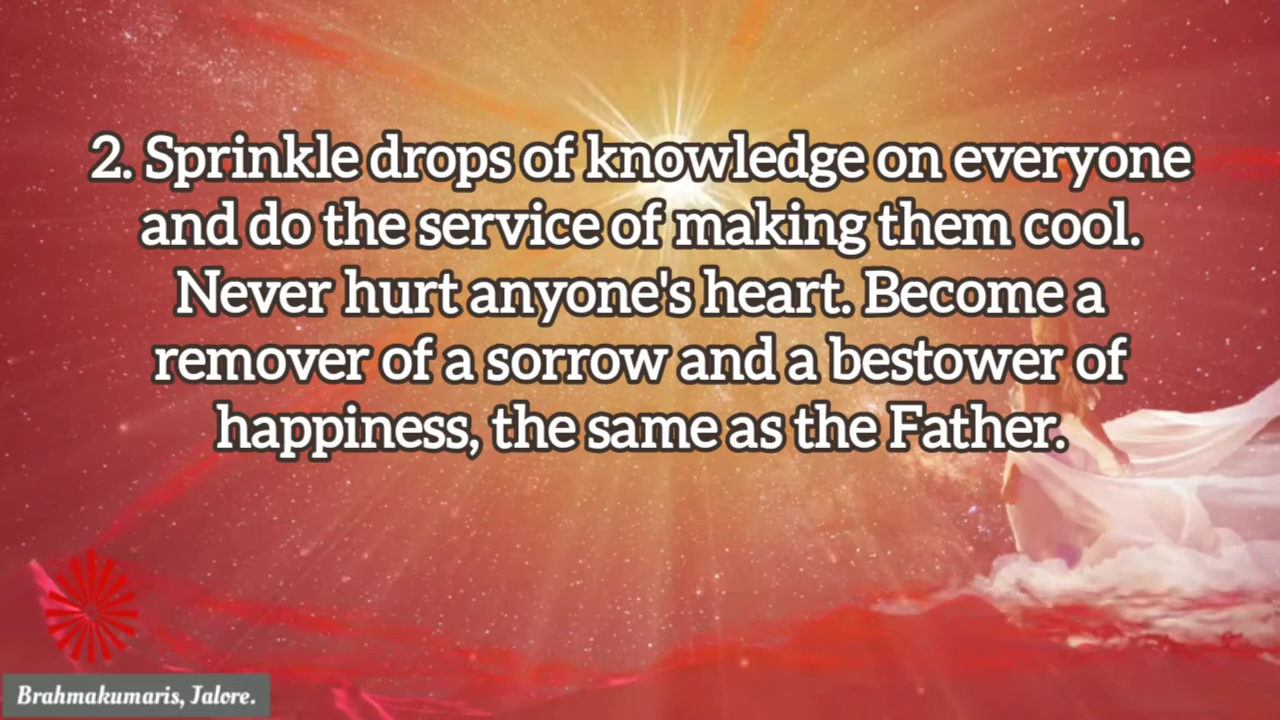 2. Sprinkle drops of knowledge on everyone
and do the service of making them cool.
Never hurt anyone's heart. Become a
remover of a sorrow and a bestower of
happiness, the same as the Father.
Brahmakumaris, Jalore.